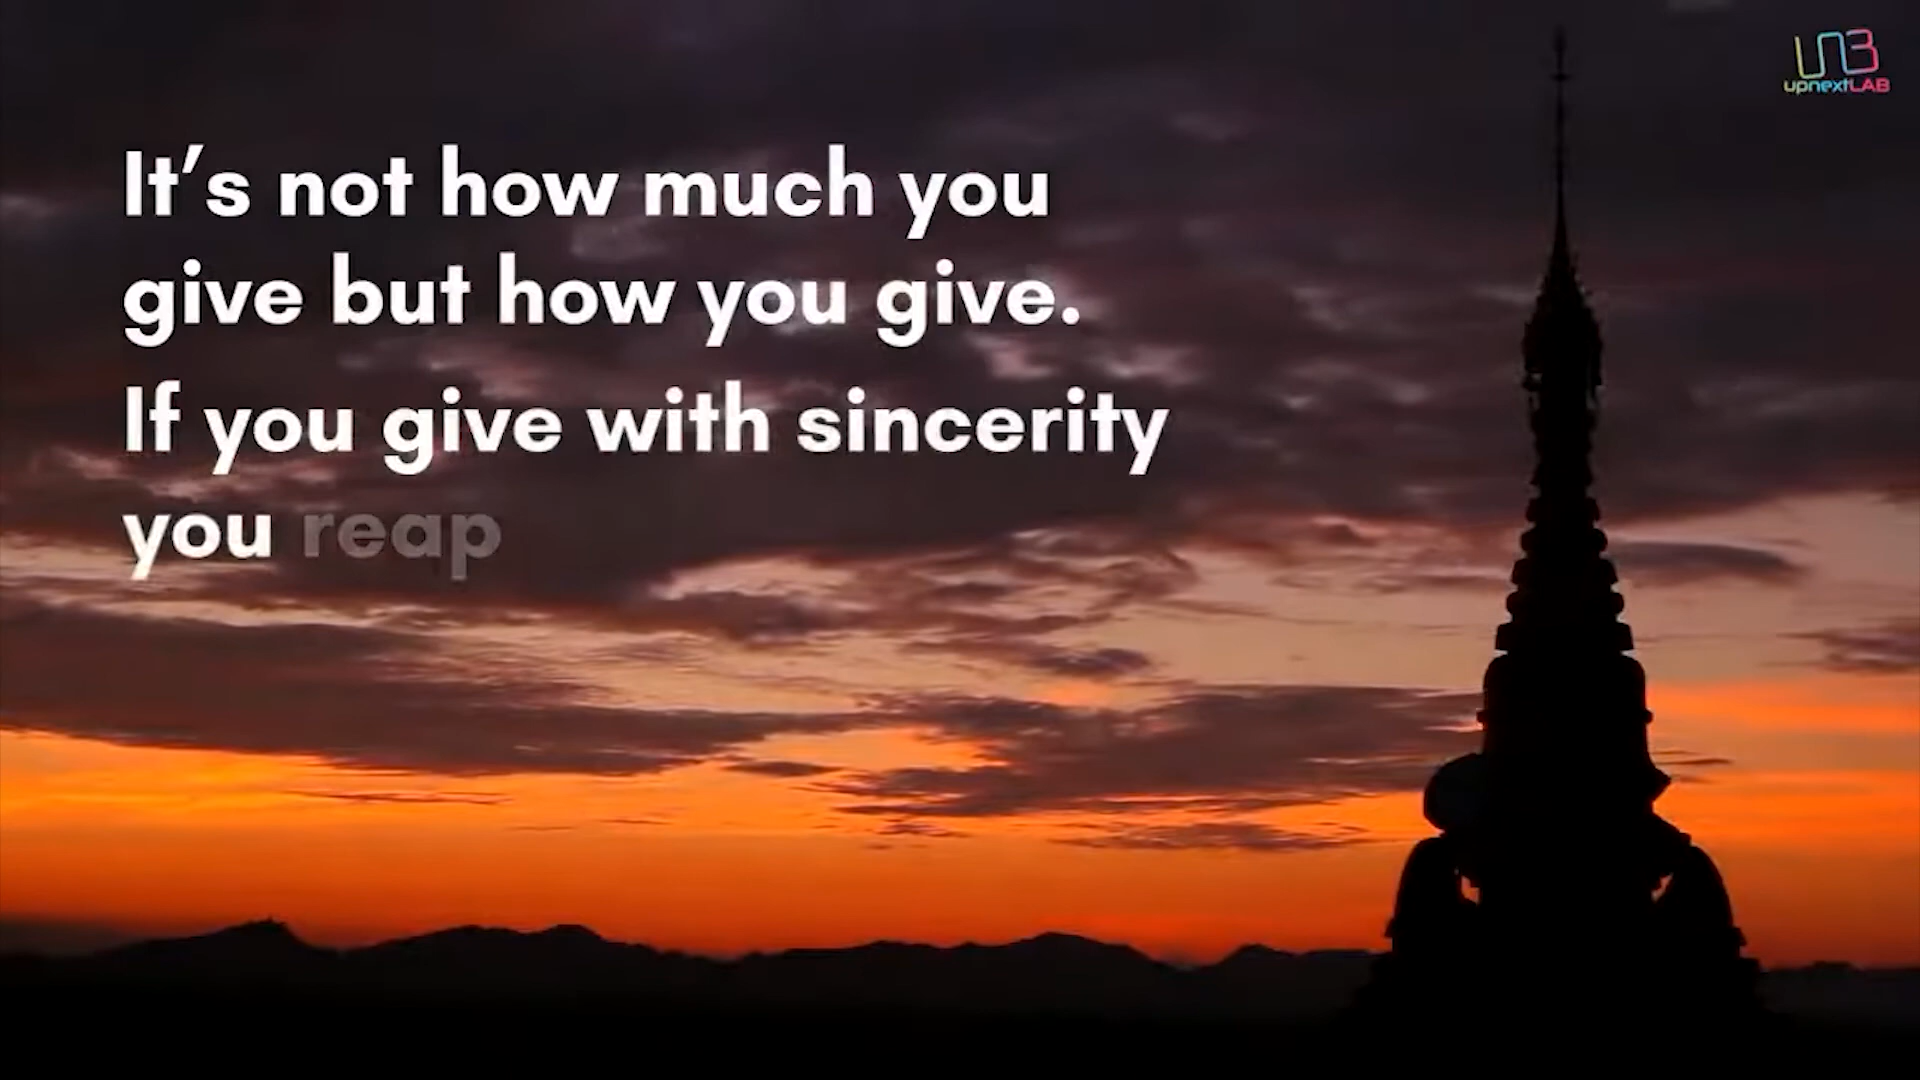 It's not how much you
give but how you give.
If you give with sincerity
you reap
upnextLAB